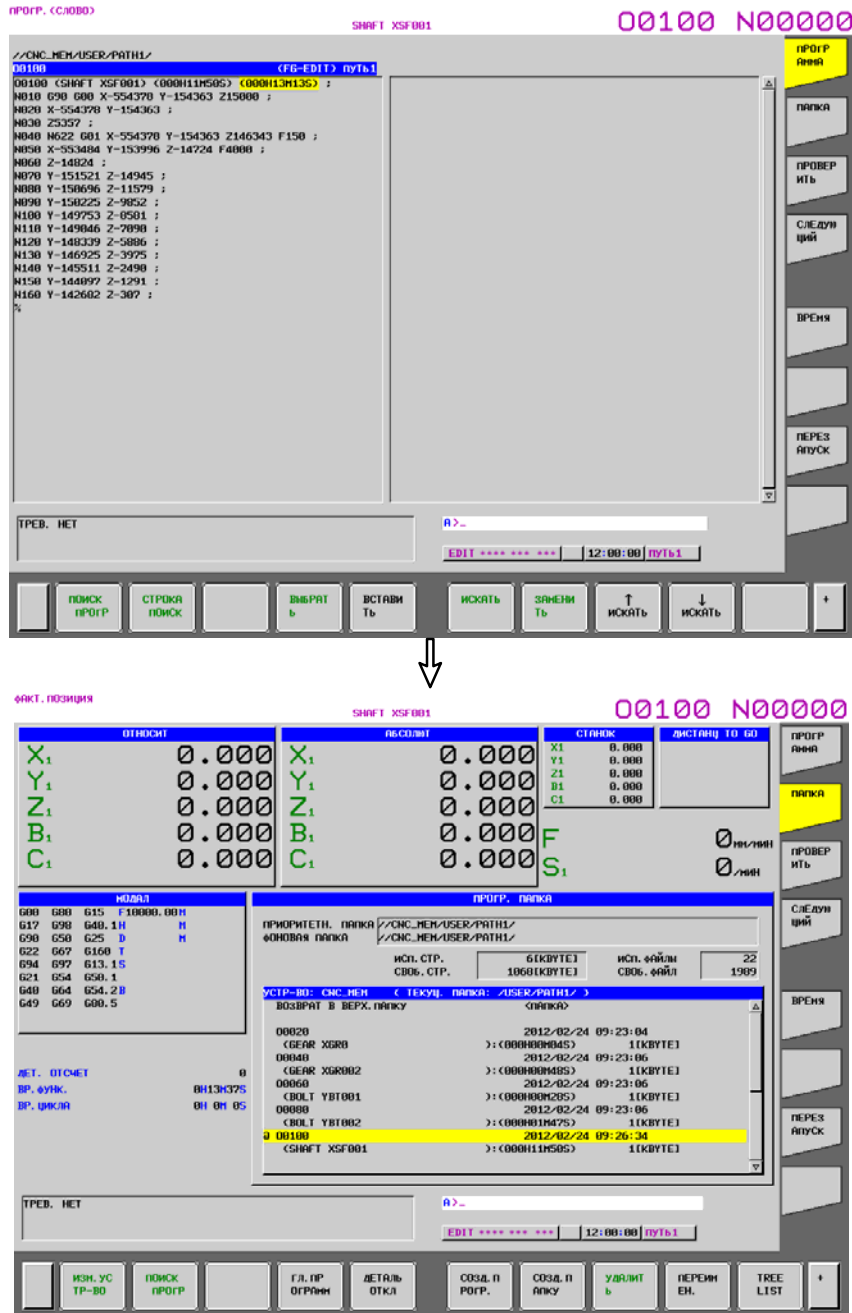 ПРОГР. (СЛОВО)
SHAFT XSF001
O0100 N00000
//CNC_MEM/USER/PATH1/
O0100 (FG-EDIT) ПУТЬ1
O0100 (SHAFT XSF001) (000H11M50S) (000H13M13S) ;
N010 G90 G00 X-554370 Y-154363 Z15000 ;
N020 X-554370 Y-154363 ;
N030 Z5357 ;
N040 N622 G01 X-554370 Y-154363 Z146343 F150 ;
N050 X-553484 Y-153996 Z-14724 F4000 ;
N060 Z-14824 ;
N070 Y-151521 Z-14945 ;
N080 Y-150696 Z-11579 ;
N090 Y-150225 Z-9852 ;
N100 Y-149753 Z-8581 ;
N110 Y-149046 Z-7090 ;
N120 Y-148339 Z-5886 ;
N130 Y-146925 Z-3975 ;
N140 Y-145511 Z-2490 ;
N150 Y-144097 Z-1291 ;
N160 Y-142682 Z-307 ;
%
ПРОГР
АММА
ПАПКА
ПРОВЕР
ИТЬ
СЛЕДУЮ
ЩИЙ
ВРЕМЯ
ПЕРЕЗ
АПУСК
ТРЕВ. НЕТ
A>_
EDIT **** *** *** 12:00:00 ПУТЬ1
ПОИСК
ПРОГР
СТРОКА
ПОИСК
ВЫБРАТ
Ь
ВСТАВИ
ТЬ
ИСКАТЬ
ЗАМЕНИ
ТЬ
↑
ИСКАТЬ
↓
ИСКАТЬ
+
ФАКТ.ПОЗИЦИЯ
SHAFT XSF001
O0100 N00000
ОТНОСИТ
X1 0.000
Y1 0.000
Z1 0.000
B1 0.000
C1 0.000
АБСОЛЮТ
X1 0.000
Y1 0.000
Z1 0.000
B1 0.000
C1 0.000
СТАНОК
X1 0.000
Y1 0.000
Z1 0.000
B1 0.000
C1 0.000
ДИСТАНЦ TO GO
F 0 ММ/МИН
S1 0 /МИН
ПРОГР
АММА
ПАПКА
ПРОВЕР
ИТЬ
СЛЕДУЮ
ЩИЙ
ВРЕМЯ
ПЕРЕЗ
АПУСК
МОДАЛ
G00 G80 G15 F10000.00M
G17 G98 G40.1H M
G90 G50 G25 D M
G22 G67 G160 T
G94 G97 G13.1S
G21 G54 G50.1
G40 G64 G54.2B
G49 G69 G80.5
ДЕТ. ОТСЧЕТ 0
ВР.ФУНК. 0H13M37S
ВР.ЦИКЛА 0H 0M 0S
ПРОГР. ПАПКА
ПРИОРИТЕТН. ПАПКА //CNC_MEM/USER/PATH1/
ФОНОВАЯ ПАПКА //CNC_MEM/USER/PATH1/
ИСП.СТР. 6[KBYTE] ИСП.ФАЙЛЫ 22
СВОБ.СТР. 1060[KBYTE] СВОБ.ФАЙЛ 1989
УСТР-ВО: CNC_MEM ( ТЕКУЩ. ПАПКА: /USER/PATH1/ )
ВОЗВРАТ В ВЕРХ.ПАПКУ <ПАПКА>
O0020 2012/02/24 09:23:04
(GEAR XGR0 ):(000H00M04S) 1[KBYTE]
O0040 2012/02/24 09:23:06
(GEAR XGR002 ):(000H00M48S) 1[KBYTE]
O0060 2012/02/24 09:23:06
(BOLT YBT001 ):(000H00M20S) 1[KBYTE]
O0080 2012/02/24 09:23:06
(BOLT YBT002 ):(000H01M47S) 1[KBYTE]
@ O0100 2012/02/24 09:26:34
(SHAFT XSF001 ):(000H11M50S) 1[KBYTE]
ТРЕВ. НЕТ
A>_
EDIT **** *** *** 12:00:00 ПУТЬ1
ИЗМ.УС
ТР-ВО
ПОИСК
ПРОГР
ГЛ.ПР
ОГРАММ
ДЕТАЛЬ
ОТКЛ
СОЗД.П
РОГР.
СОЗД.П
АПКУ
УДАЛИТ
Ь
ПЕРЕИМ
ЕН.
TREE
LIST
+